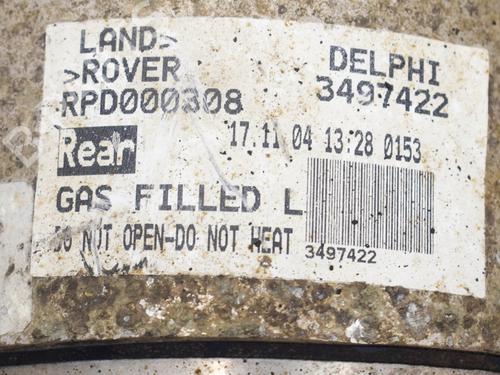 LAND> DELPHI
>ROVER 3497422
RPD000308
Rear 17.11 04 13:28 0153
GAS FILLED L
DO NOT OPEN-DO NOT HEAT
3497422